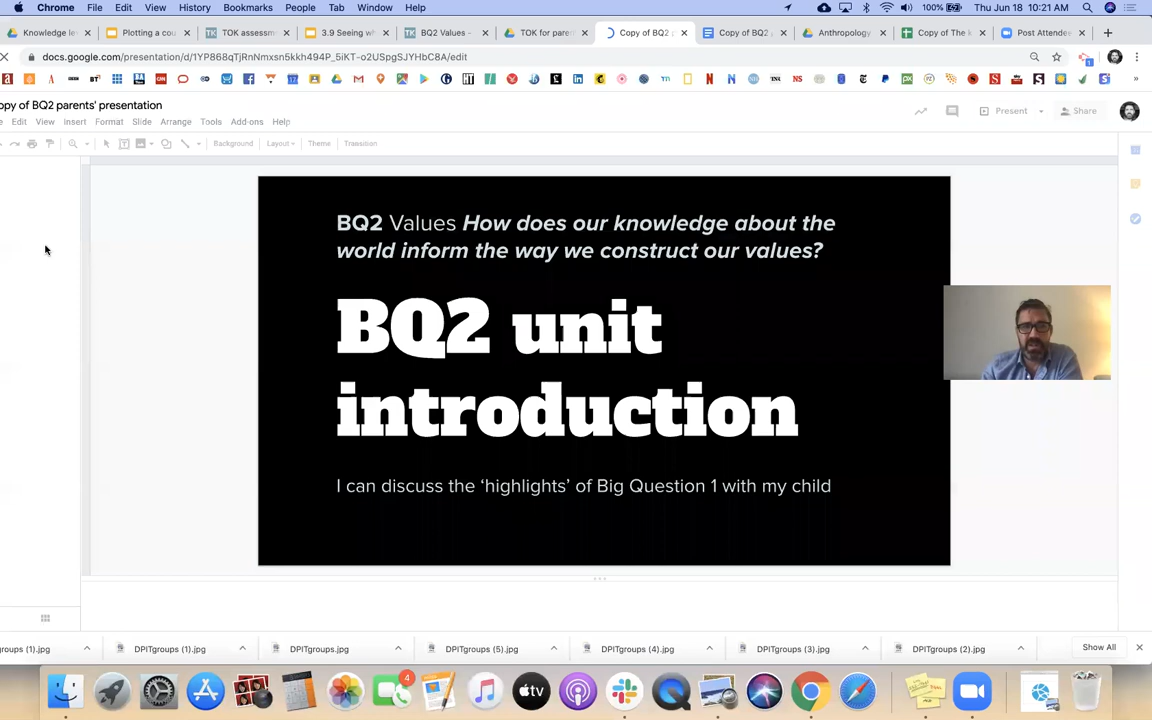 Chrome File Edit View History Bookmarks People Tab Window Help 100% Thu Jun 18 10:21 AM
Knowledge le Plotting a cou TOK assessm 3.9 Seeing wh BQ2 Values - TOK for paren Copy of BQ2 Copy of BQ2 Anthropology Copy of The k Post Attende
docs.google.com/presentation/d/1YP868qTjRnNmxsn5kkh494P_5iKT-o2USpgSJYHbC8A/edit
opy of BQ2 parents' presentation
Present Share
Edit View Insert Format Slide Arrange Tools Add-ons Help
Background Layout Theme Transition
BQ2 Values How does our knowledge about the
world inform the way we construct our values?
BQ2 unit
introduction
I can discuss the ‘highlights’ of Big Question 1 with my child
groups (1).jpg DPITgroups (1).jpg DPITgroups.jpg DPITgroups (5).jpg DPITgroups (4).jpg DPITgroups (3).jpg DPITgroups (2).jpg Show All
4
tv